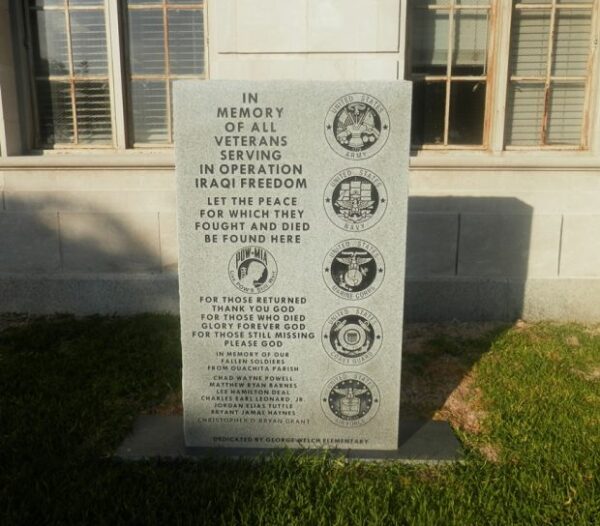 IN
MEMORY
OF ALL
VETERANS
SERVING
IN OPERATION
IRAQI FREEDOM
LET THE PEACE
FOR WHICH THEY
FOUGHT AND DIED
BE FOUND HERE
POW-MIA
FOR THOSE RETURNED
THANK YOU GOD
FOR THOSE WHO DIED
GLORY FOREVER GOD
FOR THOSE STILL MISSING
PLEASE GOD
IN MEMORY OF OUR
FALLEN SOLDIERS
FROM OUACHITA PARISH
CHAD WAYNE POWELL
MATTHEW RYAN BARNES
LEE HAMILTON DEAL
CHARLES EARL LEONARD, JR.
JORDAN ELIAS TUTTLE
BRYANT JAMAS HAYNES
CHRISTOPHER D BRYAN GRANT
UNITED STATES
ARMY
UNITED STATES
NAVY
UNITED STATES
MARINE CORPS
UNITED STATES
COAST GUARD
UNITED STATES
AIR FORCE
DEDICATED BY GEORGE WELCH ELEMENTARY